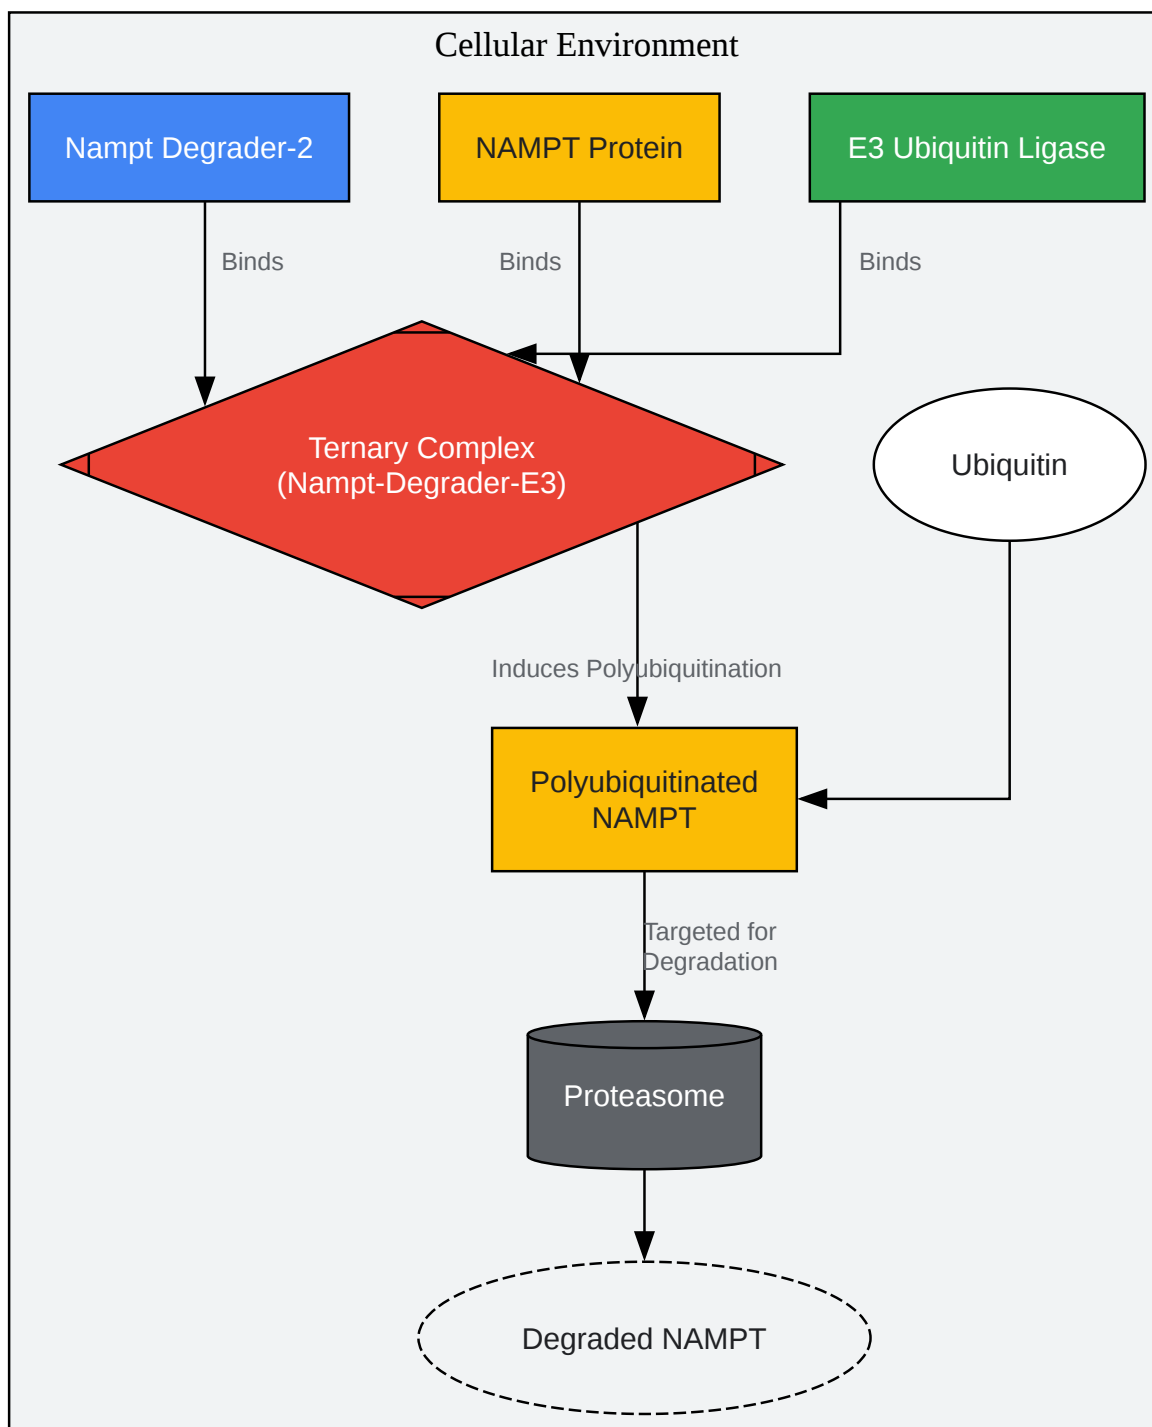 Cellular Environment
Nampt Degrader-2
NAMPT Protein
E3 Ubiquitin Ligase
Binds
Binds
Binds
Ternary Complex
(Nampt-Degrader-E3)
Ubiquitin
Induces Polyubiquitination
Polyubiquitinated
NAMPT
Targeted for
Degradation
Proteasome
Degraded NAMPT